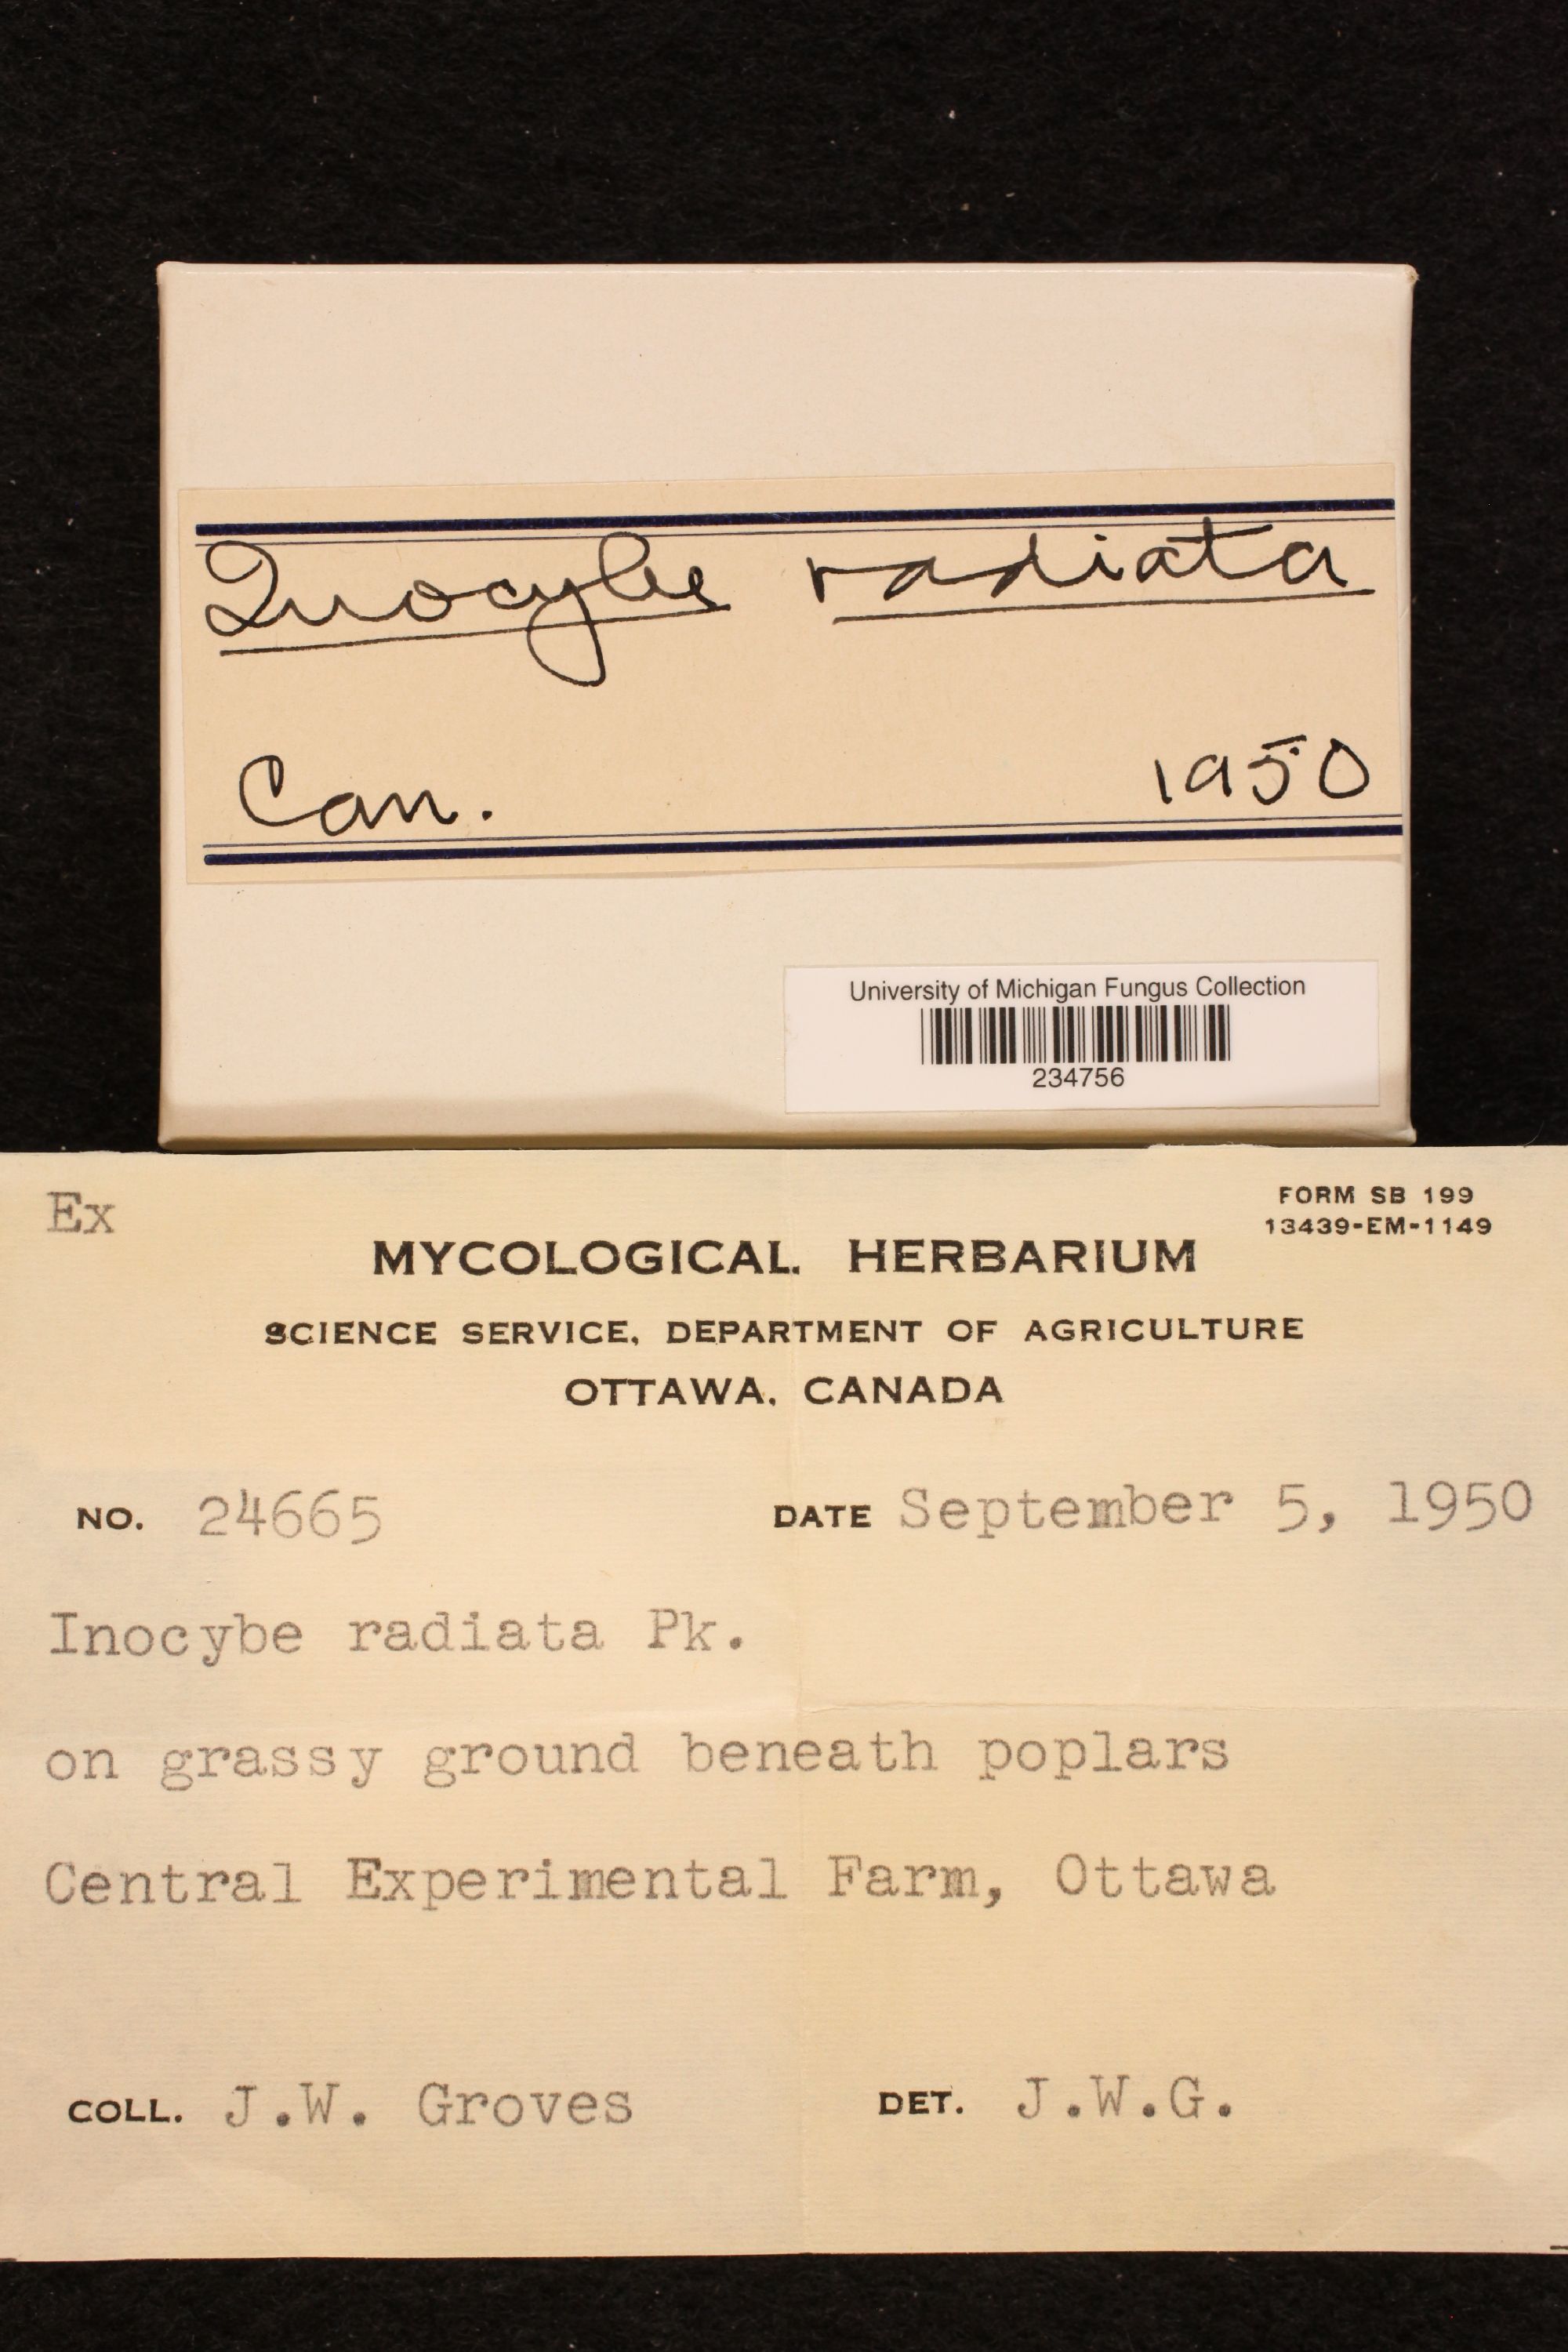 Inocybe radiata
Can. 1950
University of Michigan Fungus Collection
234756
Ex
FORM SB 199
13439-EM-1149
MYCOLOGICAL HERBARIUM
SCIENCE SERVICE, DEPARTMENT OF AGRICULTURE
OTTAWA, CANADA
NO. 24665 DATE September 5, 1950
Inocybe radiata Pk.
on grassy ground beneath poplars
Central Experimental Farm, Ottawa
COLL. J.W. Groves DET. J.W.G.